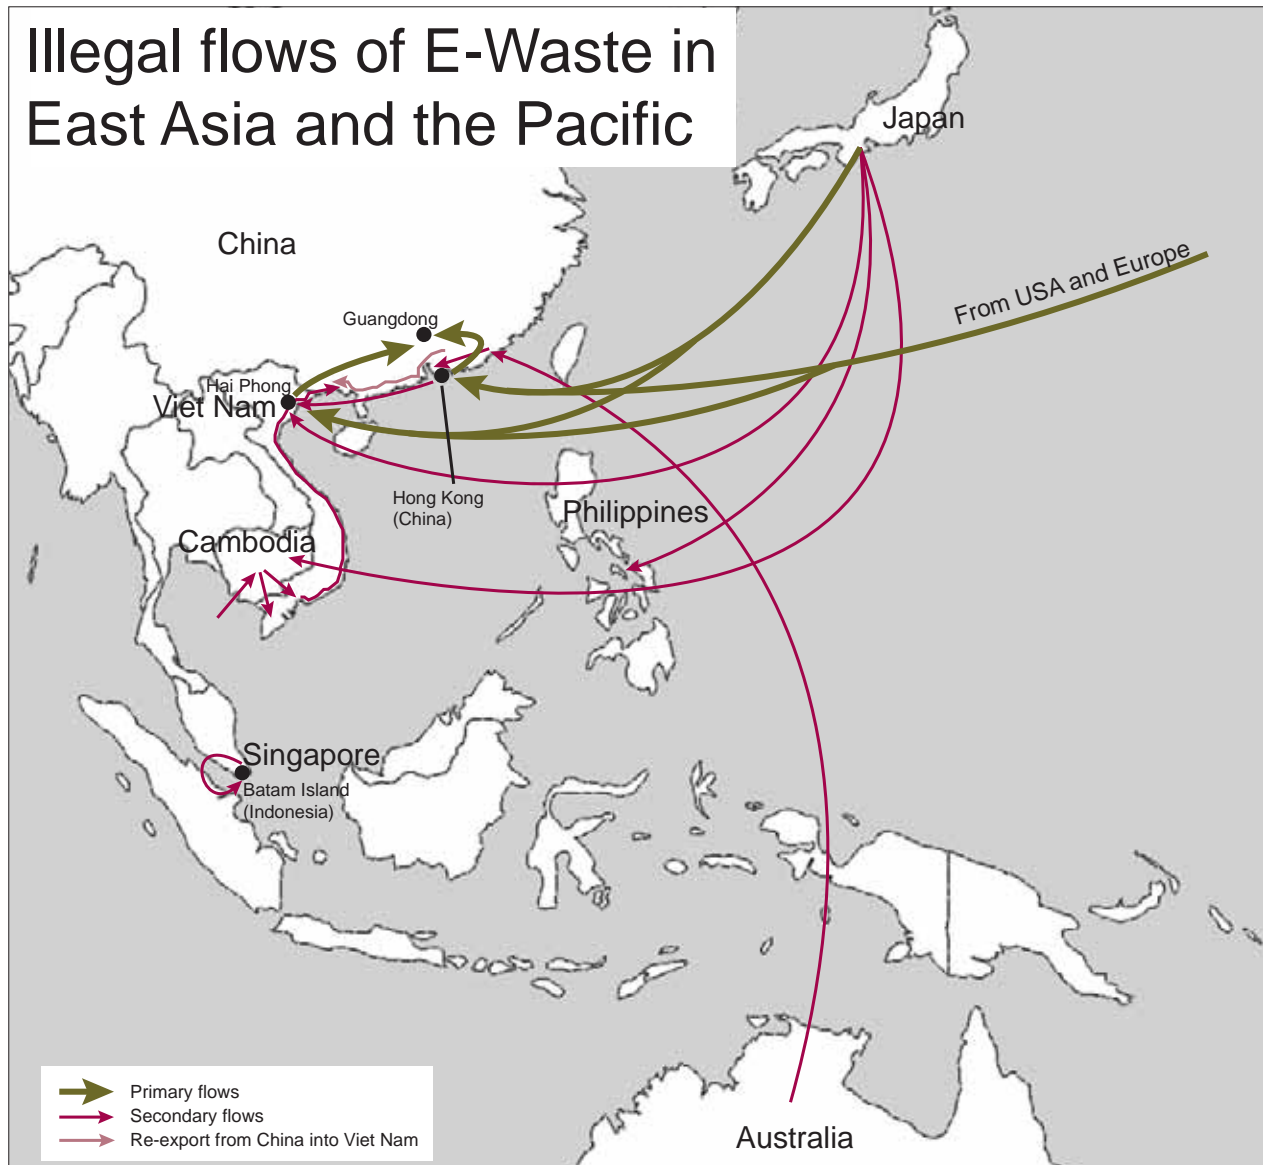 Illegal flows of E-Waste in
East Asia and the Pacific
Japan
China
From USA and Europe
Guangdong
Hai Phong
Viet Nam
Hong Kong
(China)
Philippines
Cambodia
Singapore
Batam Island
(Indonesia)
Primary flows
Secondary flows
Re-export from China into Viet Nam
Australia